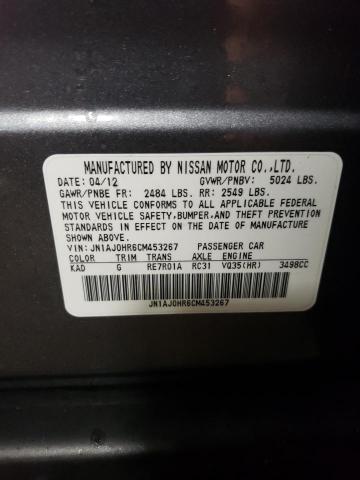 MANUFACTURED BY NISSAN MOTOR CO.,LTD.
DATE: 04/12 GVWR/PNBV: 5024 LBS.
GAWR/PNBE FR: 2484 LBS. RR: 2549 LBS.
THIS VEHICLE CONFORMS TO ALL APPLICABLE FEDERAL
MOTOR VEHICLE SAFETY,BUMPER,AND THEFT PREVENTION
STANDARDS IN EFFECT ON THE DATE OF MANUFACTURE
SHOWN ABOVE.
VIN: JN1AJ0HR6CM453267 PASSENGER CAR
COLOR TRIM TRANS AXLE ENGINE
KAD G RE7R01A RC31 VQ35(HR) 3498CC
JN1AJ0HR6CM453267